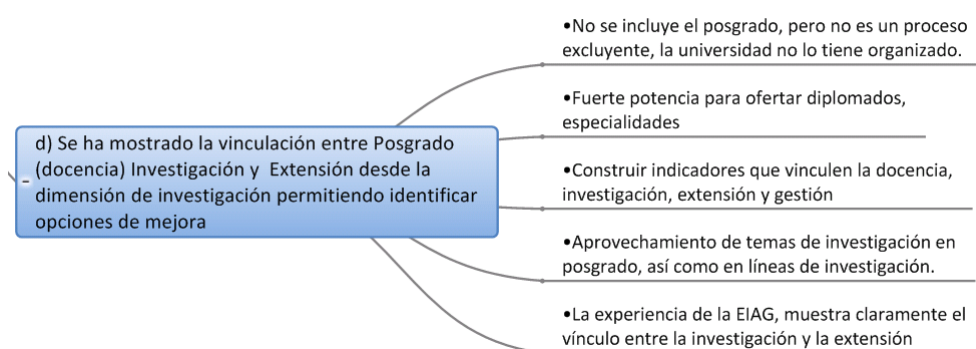 •No se incluye el posgrado, pero no es un proceso
excluyente, la universidad no lo tiene organizado.
•Fuerte potencia para ofertar diplomados,
especialidades
d) Se ha mostrado la vinculación entre Posgrado
(docencia) Investigación y  Extensión desde la
dimensión de investigación permitiendo identificar
opciones de mejora
•Construir indicadores que vinculen la docencia,
investigación, extensión y gestión
•Aprovechamiento de temas de investigación en
posgrado, así como en líneas de investigación.
•La experiencia de la EIAG, muestra claramente el
vínculo entre la investigación y la extensión